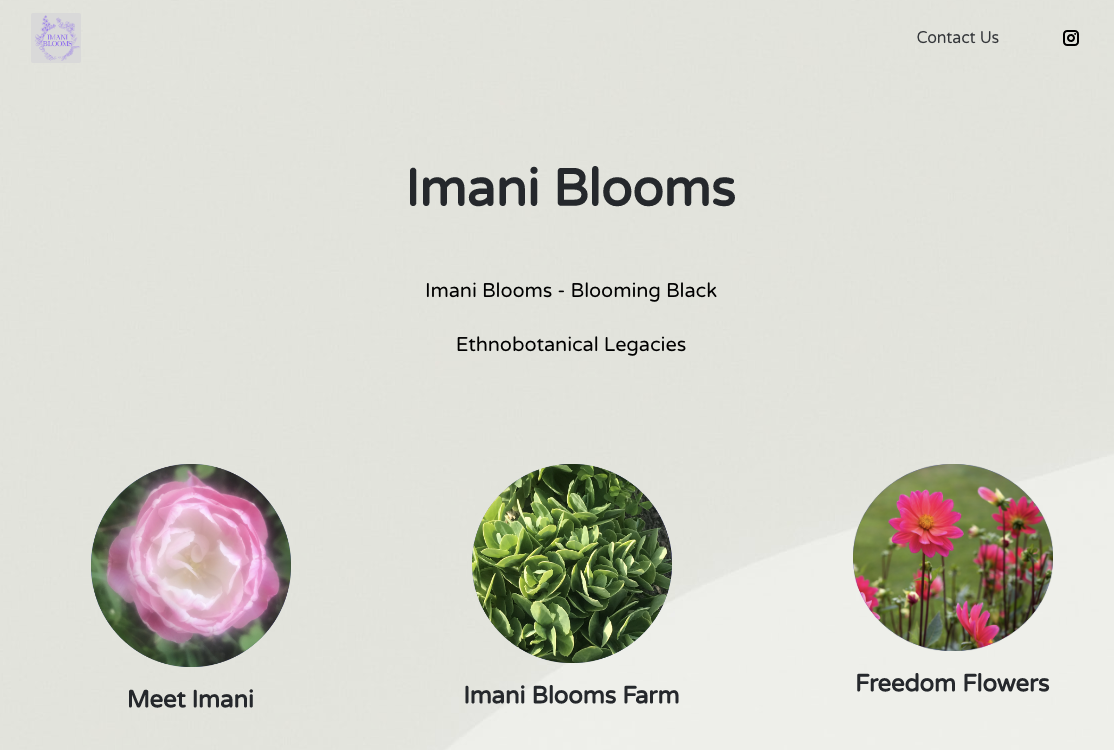 IMANI
BLOOMS
Contact Us
Imani Blooms
Imani Blooms - Blooming Black
Ethnobotanical Legacies
Meet Imani
Imani Blooms Farm
Freedom Flowers